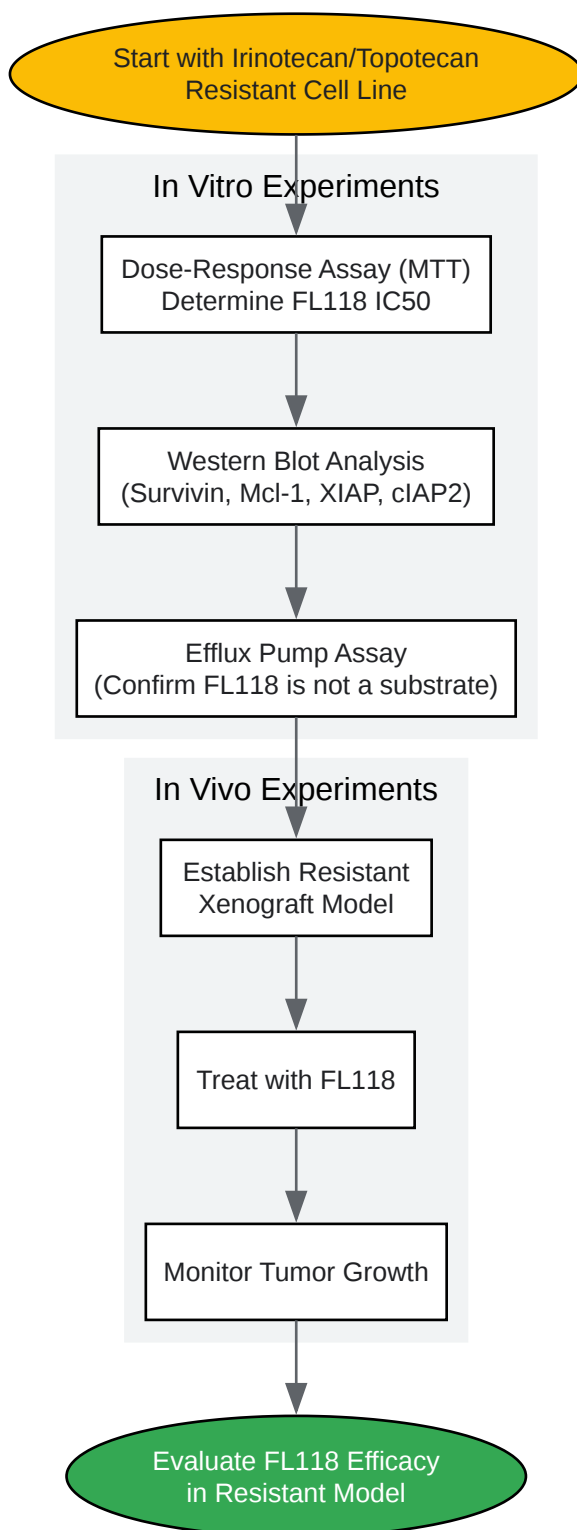 Start with Irinotecan/Topotecan
Resistant Cell Line
In Vitro Experiments
Dose-Response Assay (MTT)
Determine FL118 IC50
Western Blot Analysis
(Survivin, Mcl-1, XIAP, cIAP2)
Efflux Pump Assay
(Confirm FL118 is not a substrate)
In Vivo Experiments
Establish Resistant
Xenograft Model
Treat with FL118
Monitor Tumor Growth
Evaluate FL118 Efficacy
in Resistant Model